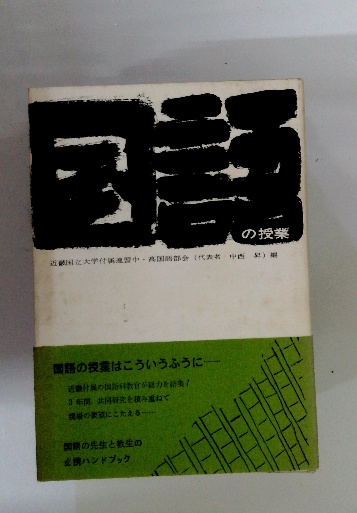 国語
の授業
近畿国立大学付属連盟中・高国語部会（代表者 中西 昇）編
国語の授業はこういうふうに——
近畿付属の国語科教官が総力を結集！
3年間、共同研究を積み重ねて
現場の要望にこたえる……
国語の先生と教生の
必携ハンドブック